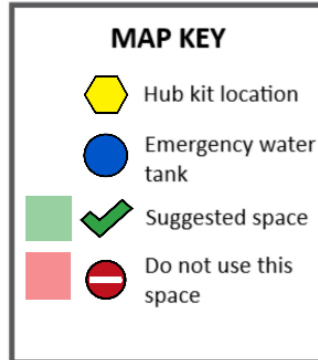 MAP KEY
Hub kit location
Emergency water
tank
Suggested space
Do not use this
space